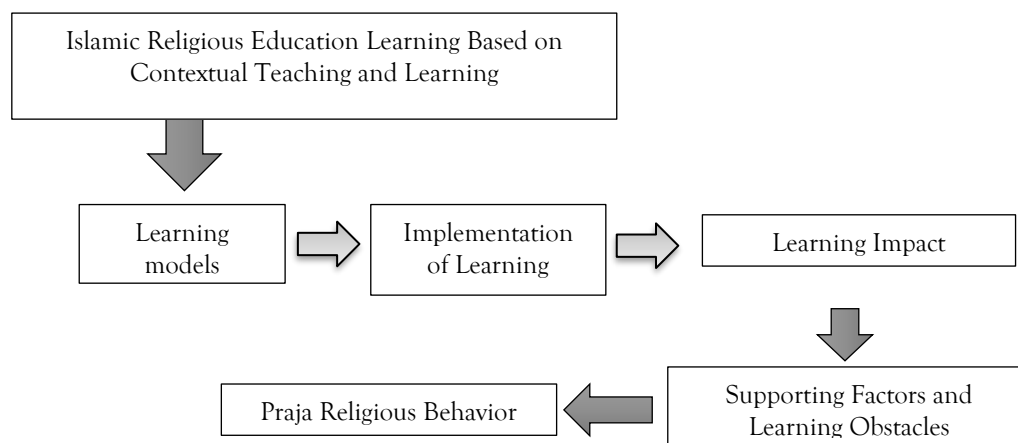 Islamic Religious Education Learning Based on
Contextual Teaching and Learning
Learning
models
Implementation
of Learning
Learning Impact
Supporting Factors and
Learning Obstacles
Praja Religious Behavior